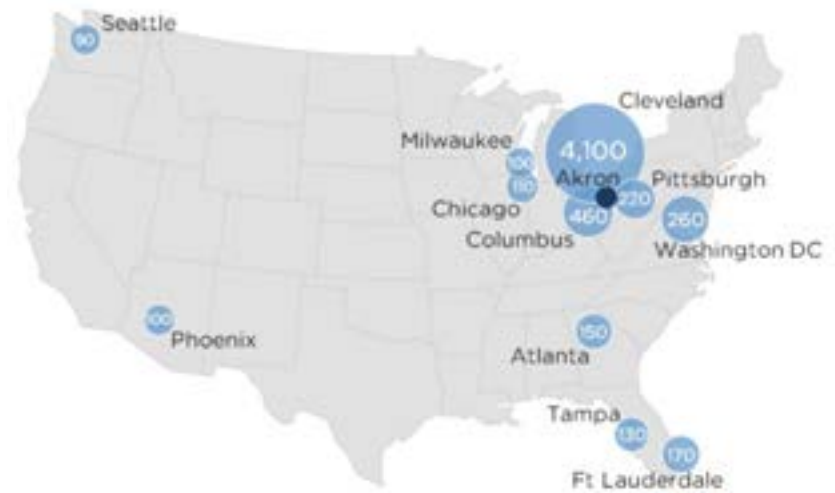 Seattle
90
Cleveland
4,100
Milwaukee
100
Akron
Pittsburgh
220
110
Chicago
460
260
Columbus
Washington DC
100
Phoenix
150
Atlanta
Tampa
130
170
Ft Lauderdale